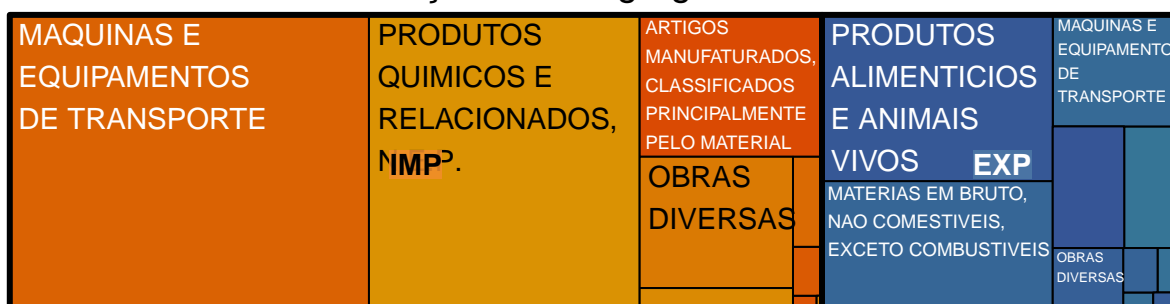 MAQUINAS E
EQUIPAMENTOS
DE TRANSPORTE
PRODUTOS
QUIMICOS E
RELACIONADOS,
IMP
ARTIGOS
MANUFATURADOS,
CLASSIFICADOS
PRINCIPALMENTE
PELO MATERIAL
OBRAS
DIVERSAS
PRODUTOS
ALIMENTICIOS
E ANIMAIS
VIVOS
EXP
MATERIAS EM BRUTO,
NAO COMESTIVEIS,
EXCETO COMBUSTIVEIS
MAQUINAS E
EQUIPAMENTO
DE
TRANSPORTE
OBRAS
DIVERSAS